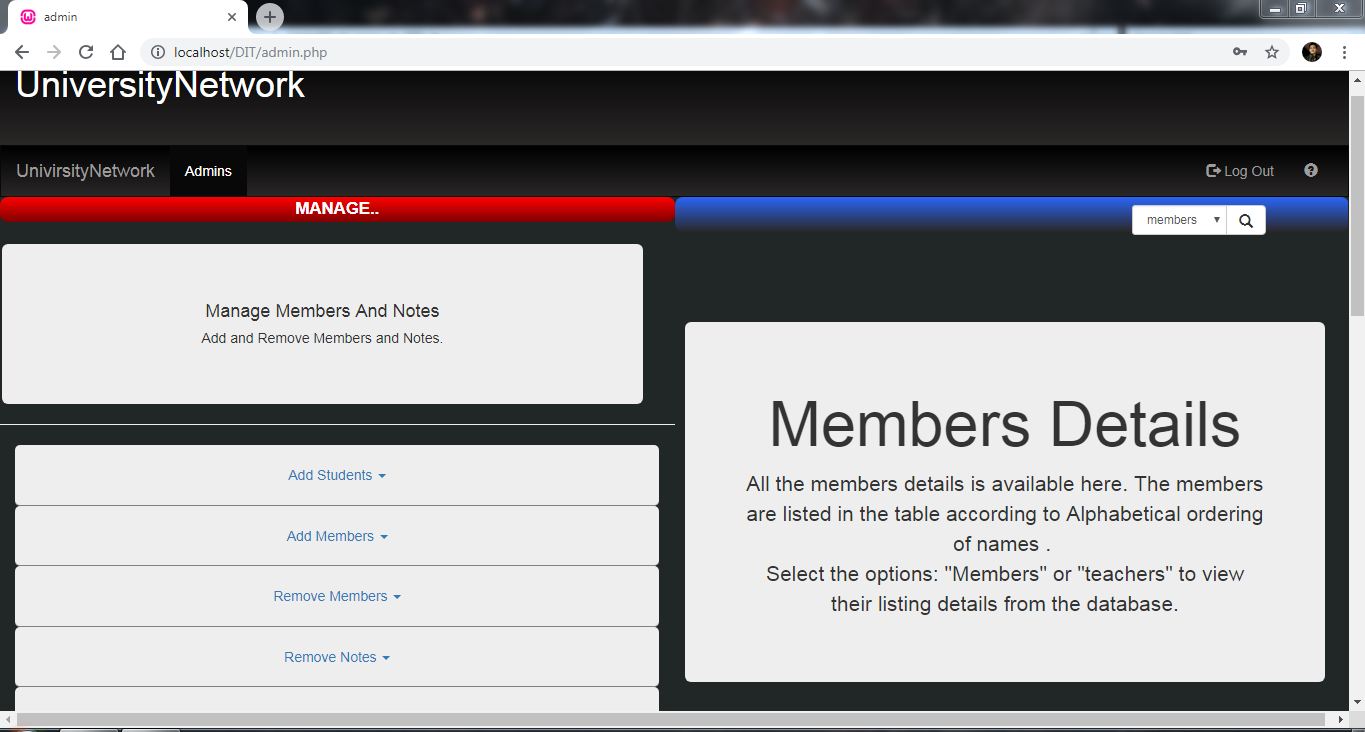 admin
localhost/DIT/admin.php
UniversityNetwork
UnivirsityNetwork
Admins
Log Out
MANAGE..
members
Manage Members And Notes
Add and Remove Members and Notes.
Add Students
Add Members
Remove Members
Remove Notes
Members Details
All the members details is available here. The members
are listed in the table according to Alphabetical ordering
of names .
Select the options: "Members" or "teachers" to view
their listing details from the database.